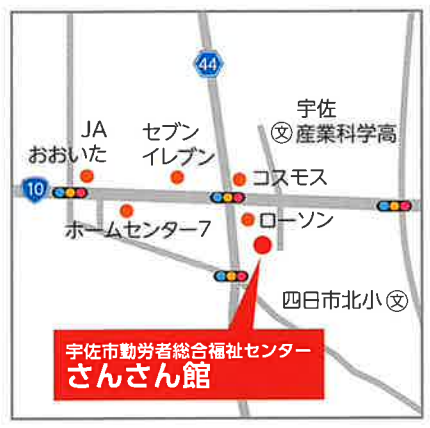 44
宇佐
文産業科学高
JA
おおいた
セブン
イレブン
コスモス
10
ホームセンター7
ローソン
四日市北小文
宇佐市勤労者総合福祉センター
さんさん館